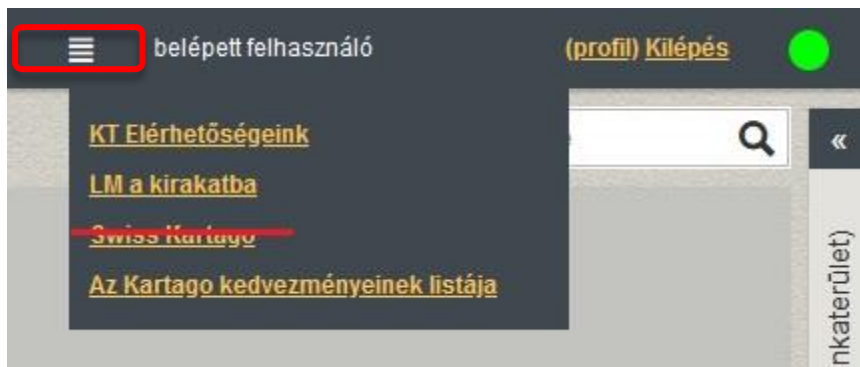 belépett felhasználó (profil) Kilépés
KT Elérhetőségeink
LM a kirakatba
Swiss Kartago
Az Kartago kedvezményeinek listája
«
nkaterület)